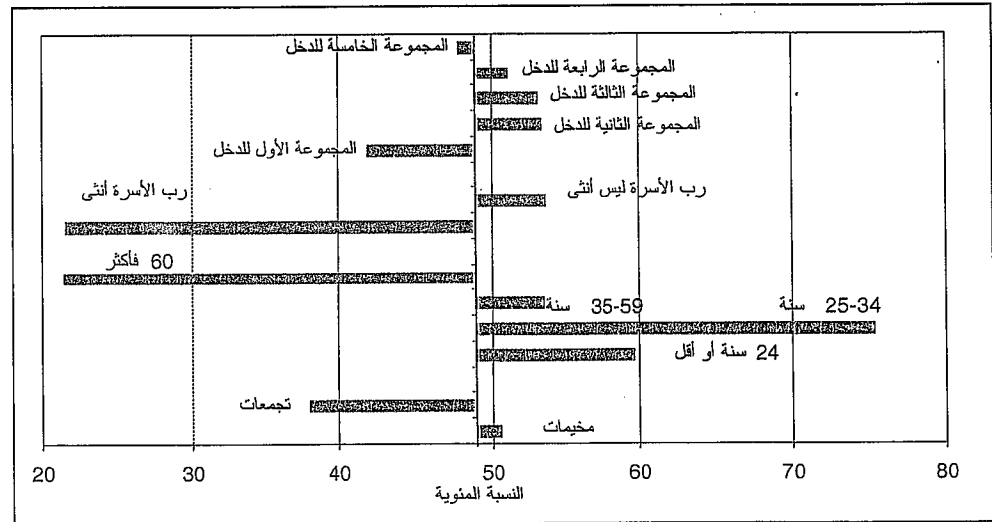 المجموعة الخامسة للدخل
المجموعة الرابعة للدخل
المجموعة الثالثة للدخل
المجموعة الثانية للدخل
المجموعة الأول للدخل
رب الأسرة ليس أنثى
رب الأسرة أنثى
60 فأكثر
35-59 سنة
25-34 سنة
24 سنة أو أقل
تجمعات
مخيمات
20 30 40 50 60 70 80
النسبة المئوية